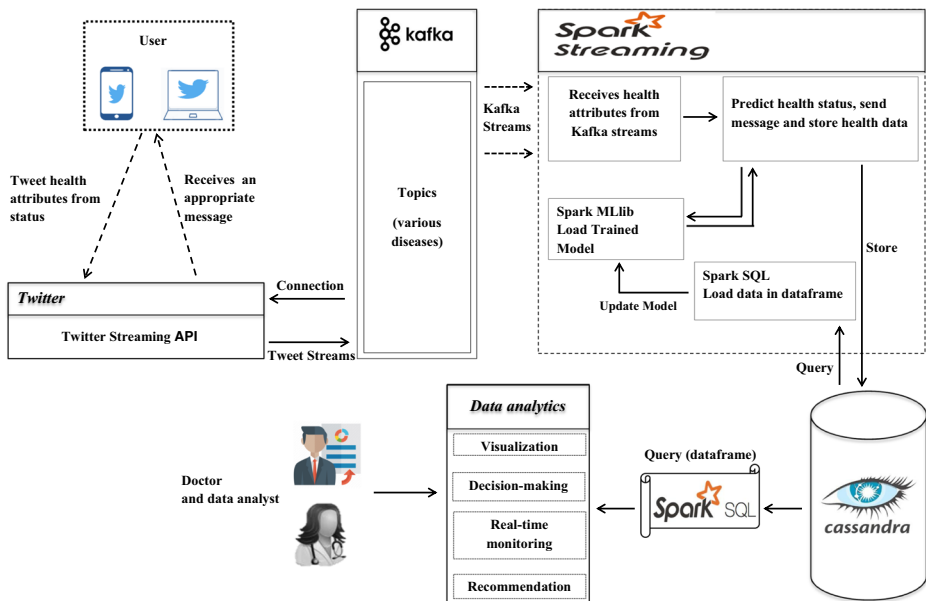 User
Tweet health
attributes from
status
Receives an
appropriate
message
Twitter
Twitter Streaming API
Connection
Tweet Streams
kafka
Topics
(various
diseases)
Kafka
Streams
Spark
Streaming
Receives health
attributes from
Kafka streams
Predict health status, send
message and store health data
Spark MLlib
Load Trained
Model
Spark SQL
Load data in dataframe
Update Model
Store
Query
Doctor
and data analyst
Data analytics
Visualization
Decision-making
Real-time
monitoring
Recommendation
Query (dataframe)
Spark SQL
cassandra